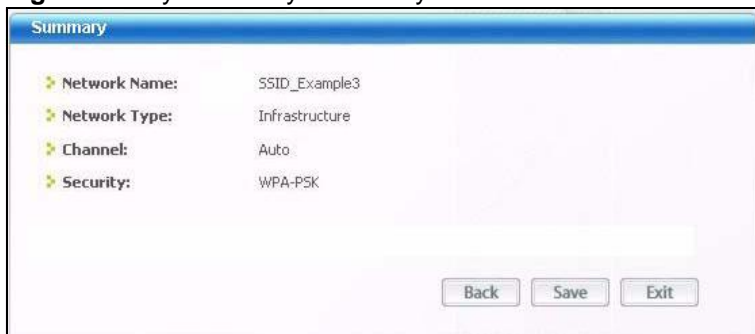 Summary
Network Name: SSID_Example3
Network Type: Infrastructure
Channel: Auto
Security: WPA-PSK
Back Save Exit